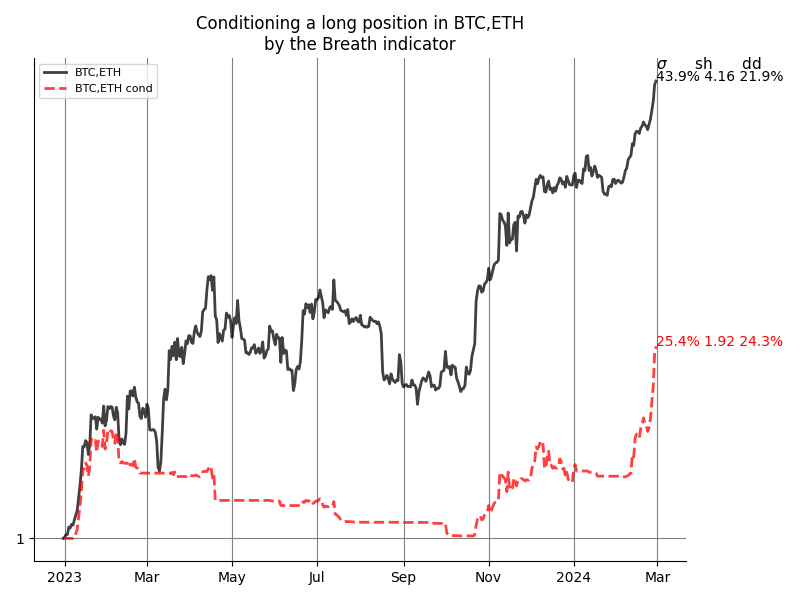 Conditioning a long position in BTC,ETH
by the Breath indicator
σ sh dd
43.9% 4.16 21.9%
BTC,ETH
BTC,ETH cond
25.4% 1.92 24.3%
1
2023 Mar May Jul Sep Nov 2024 Mar